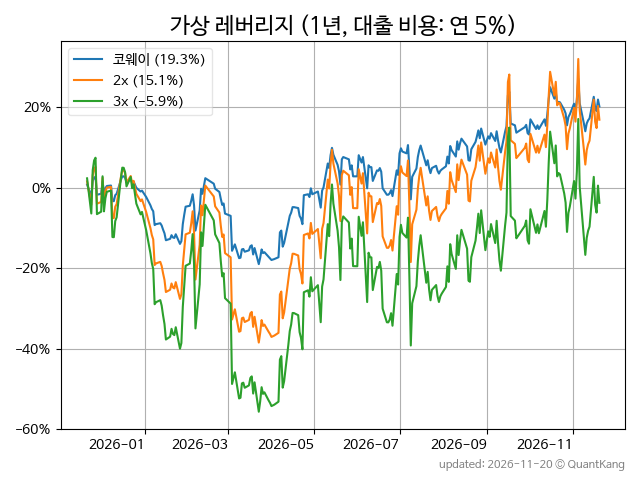 가상 레버리지 (1년, 대출 비용: 연 5%)
코웨이 (19.3%)
2x (15.1%)
3x (−5.9%)
20%
0%
−20%
−40%
−60%
2026-01
2026-03
2026-05
2026-07
2026-09
2026-11
updated: 2026-11-20 © QuantKang